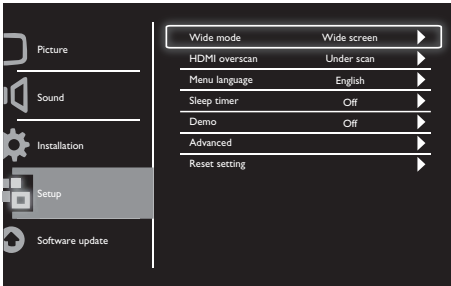 Picture
Sound
Installation
Setup
Software update
Wide mode Wide screen
HDMI overscan Under scan
Menu language English
Sleep timer Off
Demo Off
Advanced
Reset setting